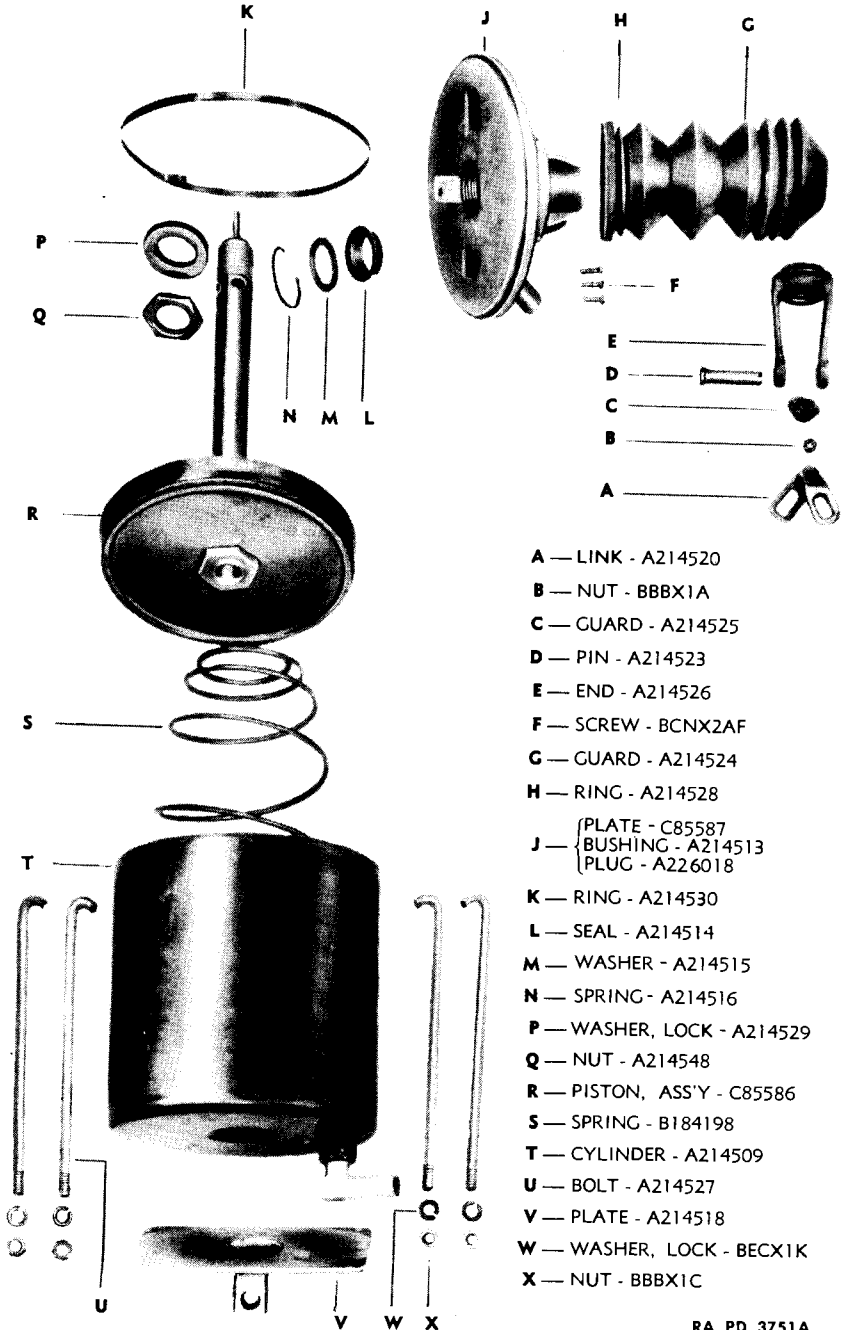 K
J
H
G
P
Q
F
E
N
M
L
D
C
B
A
R
S
T
U
V
W
X
A — LINK - A214520
B — NUT - BBBX1A
C — GUARD - A214525
D — PIN - A214523
E — END - A214526
F — SCREW - BCNX2AF
G — GUARD - A214524
H — RING - A214528
J — { PLATE - C85587
BUSHING - A214513
PLUG - A226018
K — RING - A214530
L — SEAL - A214514
M — WASHER - A214515
N — SPRING - A214516
P — WASHER, LOCK - A214529
Q — NUT - A214548
R — PISTON, ASS'Y - C85586
S — SPRING - B184198
T — CYLINDER - A214509
U — BOLT - A214527
V — PLATE - A214518
W — WASHER, LOCK - BECX1K
X — NUT - BBBX1C
RA PD 3751A